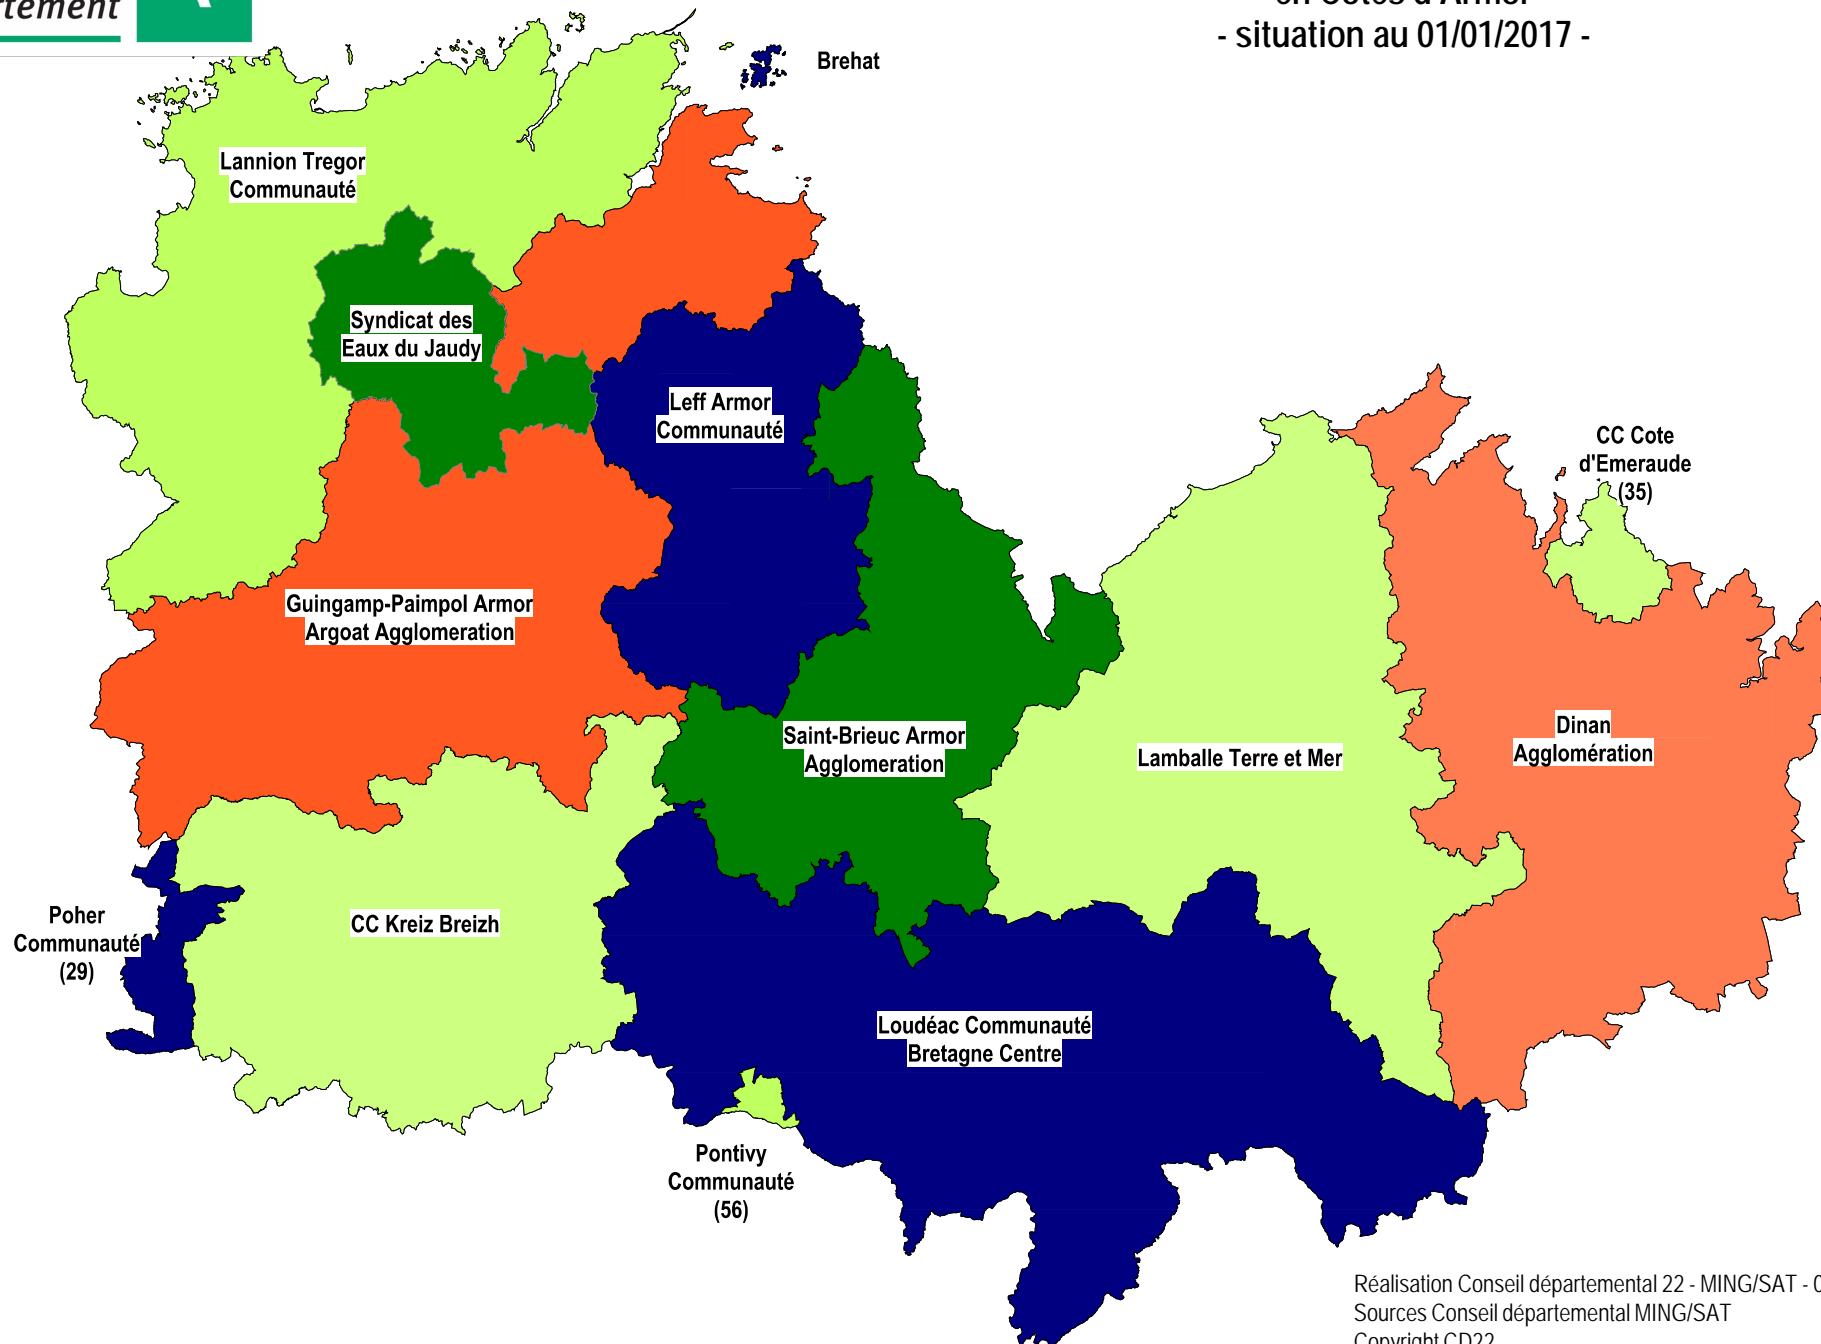 - situation au 01/01/2017 -
Brehat
Lannion Tregor
Communauté
Syndicat des
Eaux du Jaudy
Leff Armor
Communauté
CC Cote
d'Emeraude
(35)
Guingamp-Paimpol Armor
Argoat Agglomeration
Saint-Brieuc Armor
Agglomeration
Lamballe Terre et Mer
Dinan
Agglomération
Poher
Communauté
(29)
CC Kreiz Breizh
Loudéac Communauté
Bretagne Centre
Pontivy
Communauté
(56)
Réalisation Conseil départemental 22 - MING/SAT - 0
Sources Conseil départemental MING/SAT
Copyright CD22